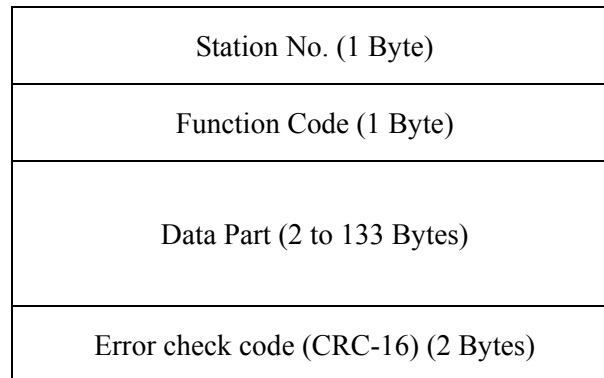 Station No. (1 Byte)
Function Code (1 Byte)
Data Part (2 to 133 Bytes)
Error check code (CRC-16) (2 Bytes)